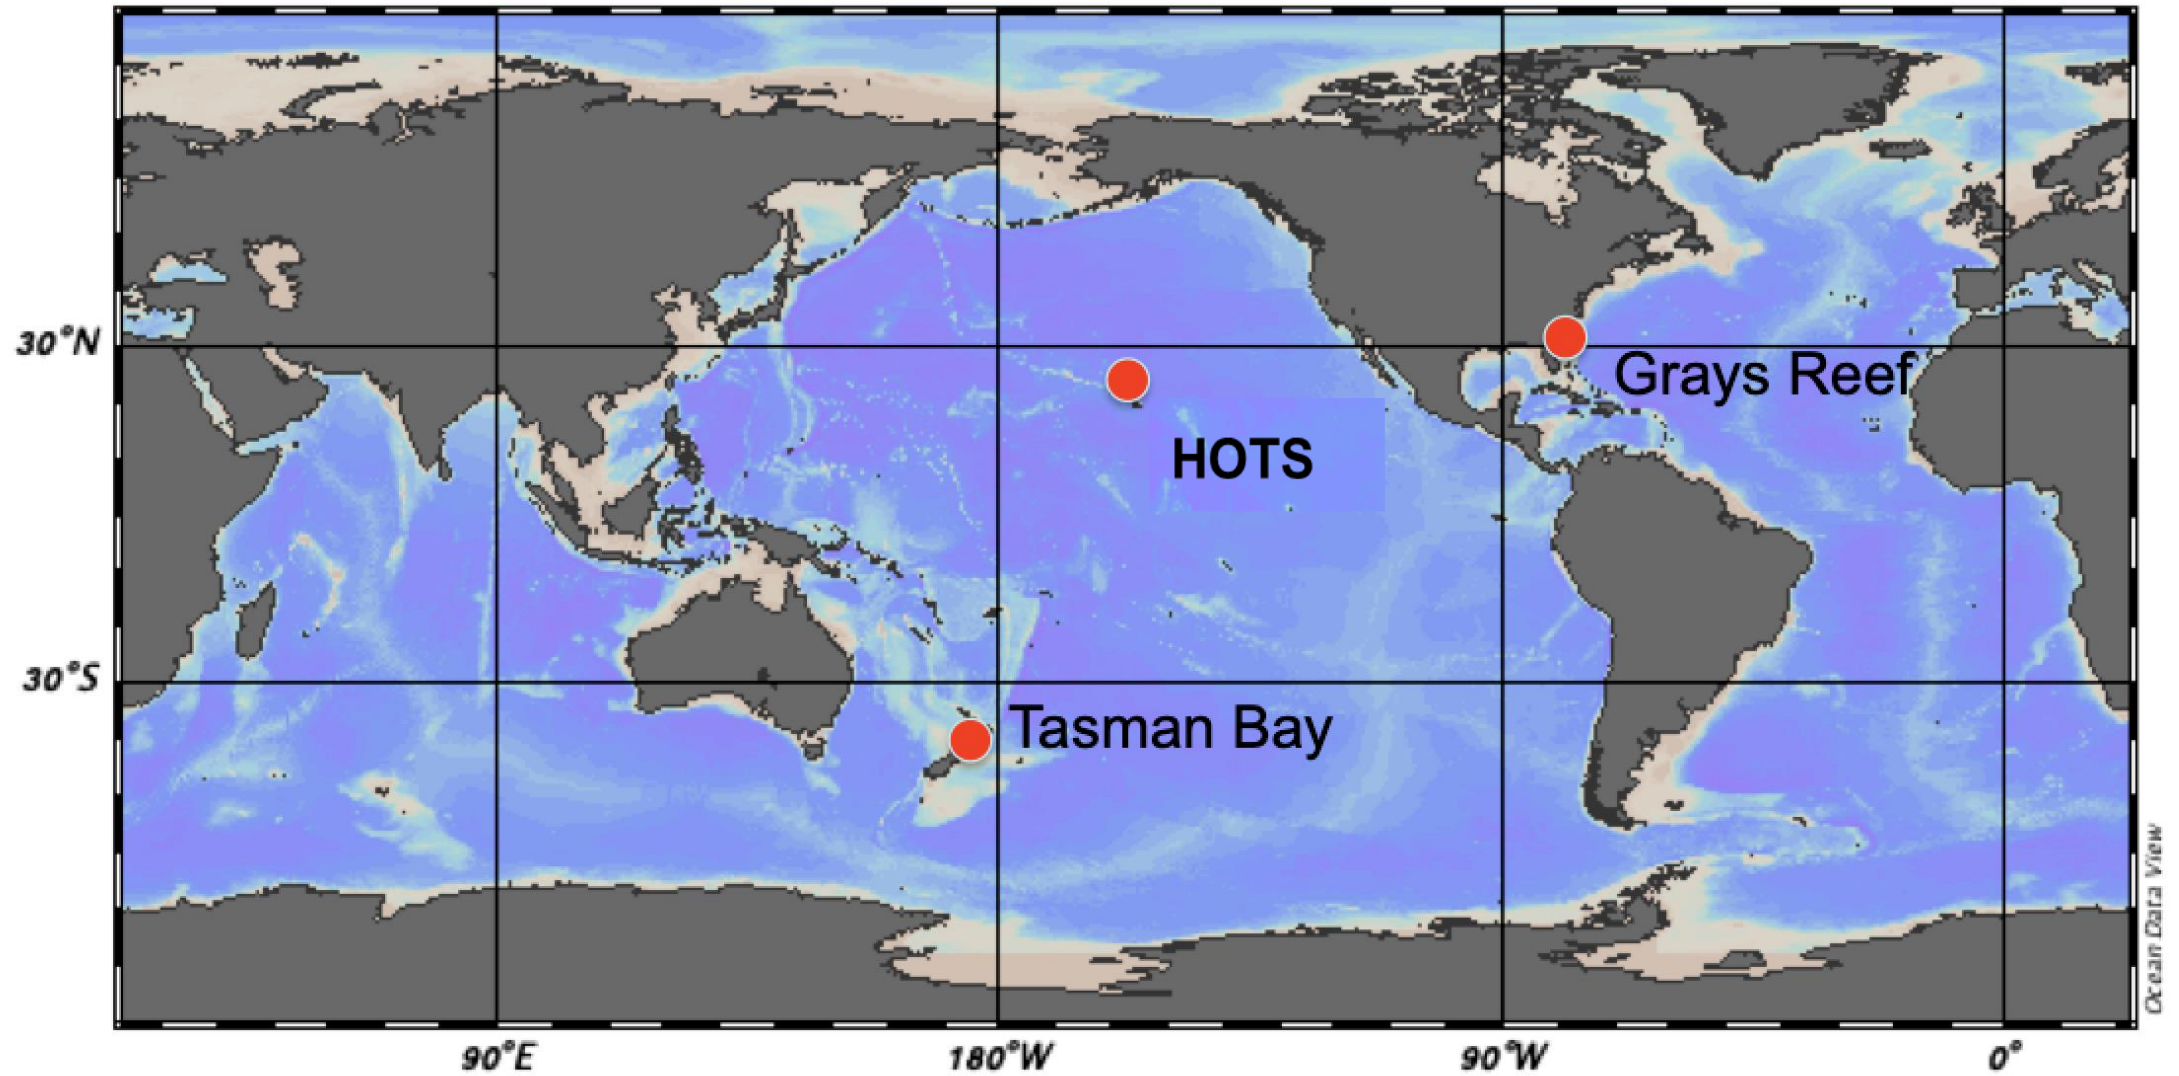 30°N
Grays Reef
HOTS
30°S
Tasman Bay
Ocean Data View
90°E
180°W
90°W
0°